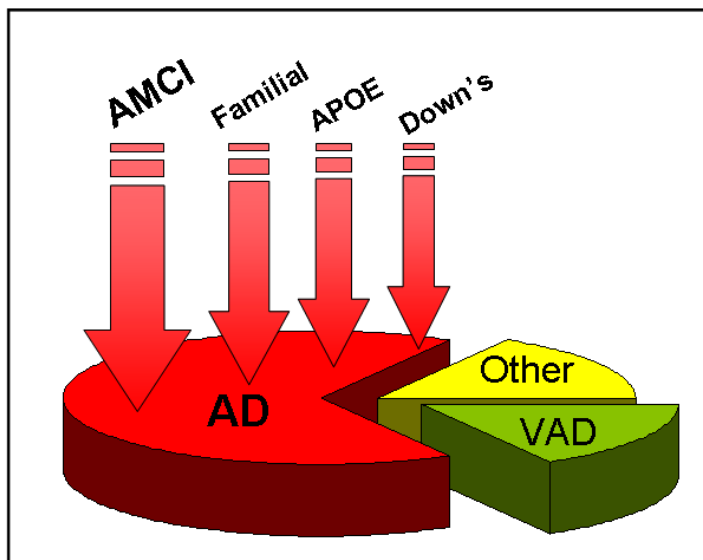 AMCI
Familial
APOE
Down's
Other
AD
VAD